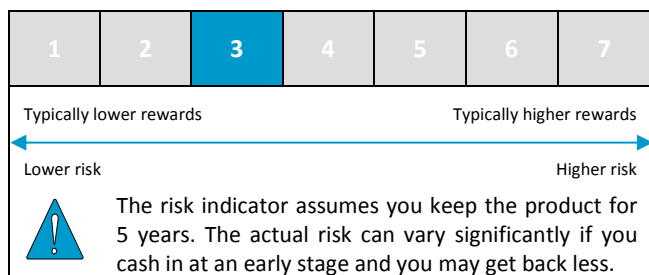 1 2 3 4 5 6 7
Typically lower rewards Typically higher rewards
Lower risk Higher risk
The risk indicator assumes you keep the product for
5 years. The actual risk can vary significantly if you
cash in at an early stage and you may get back less.